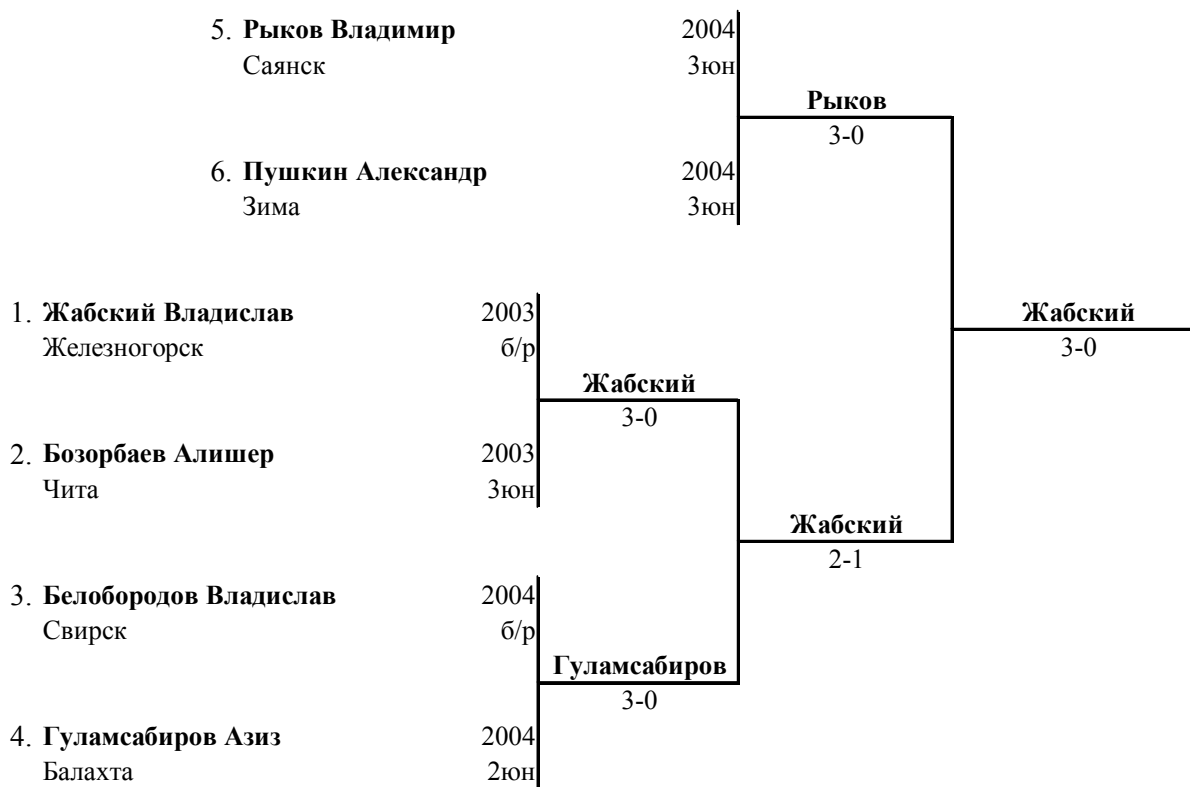 5. Рыков Владимир 2004
Саянск 3юн
Рыков
3-0
6. Пушкин Александр 2004
Зима 3юн
1. Жабский Владислав 2003
Железногорск б/р
Жабский
3-0
Жабский
3-0
2. Бозорбаев Алишер 2003
Чита 3юн
Жабский
2-1
3. Белобородов Владислав 2004
Свирск б/р
Гуламсабиров
3-0
4. Гуламсабиров Азиз 2004
Балахта 2юн